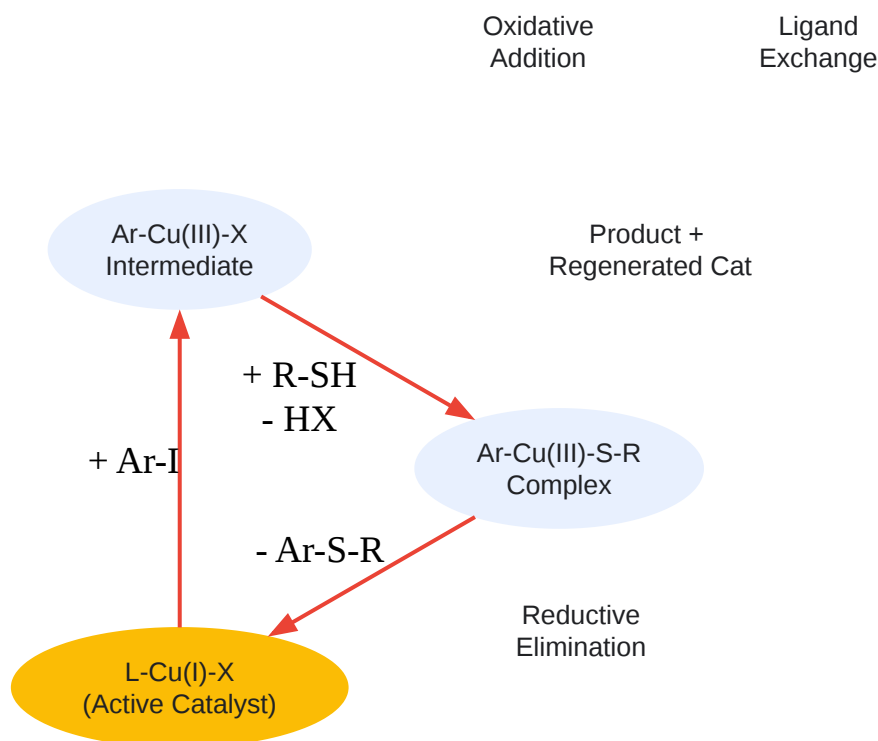 Oxidative
Addition
Ligand
Exchange
Ar-Cu(III)-X
Intermediate
Product +
Regenerated Cat
+ R-SH
- HX
+ Ar-I
Ar-Cu(III)-S-R
Complex
- Ar-S-R
Reductive
Elimination
L-Cu(I)-X
(Active Catalyst)